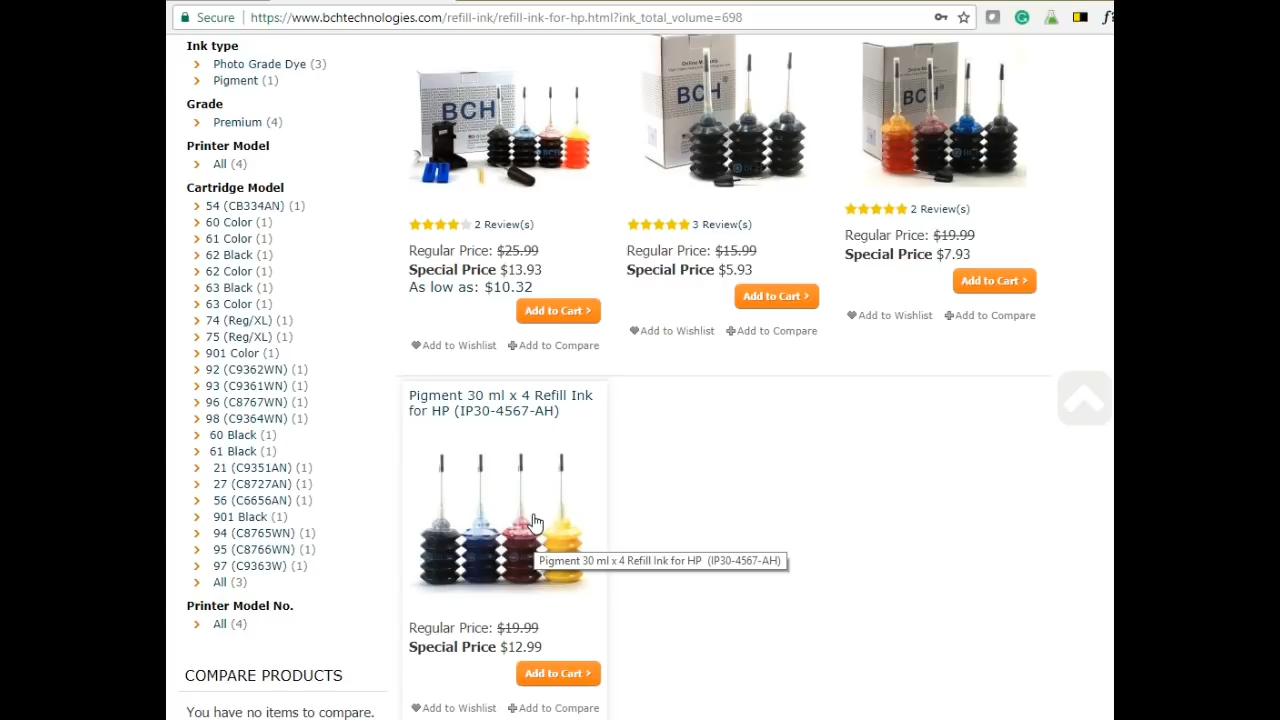 Secure
https://www.bchtechnologies.com/refill-ink/refill-ink-for-hp.html?ink_total_volume=698
Ink type
Photo Grade Dye (3)
Pigment (1)
Grade
Premium (4)
Printer Model
All (4)
Cartridge Model
54 (CB334AN) (1)
60 Color (1)
61 Color (1)
62 Black (1)
62 Color (1)
63 Black (1)
63 Color (1)
74 (Reg/XL) (1)
75 (Reg/XL) (1)
901 Color (1)
92 (C9362WN) (1)
93 (C9361WN) (1)
96 (C8767WN) (1)
98 (C9364WN) (1)
60 Black (1)
61 Black (1)
21 (C9351AN) (1)
27 (C8727AN) (1)
56 (C6656AN) (1)
901 Black (1)
94 (C8765WN) (1)
95 (C8766WN) (1)
97 (C9363W) (1)
All (3)
Printer Model No.
All (4)
COMPARE PRODUCTS
You have no items to compare.
BCH
2 Review(s)
Regular Price: $25.99
Special Price $13.93
As low as: $10.32
Add to Cart >
Add to Wishlist
Add to Compare
BCH
3 Review(s)
Regular Price: $15.99
Special Price $5.93
Add to Cart >
Add to Wishlist
Add to Compare
BCH
2 Review(s)
Regular Price: $19.99
Special Price $7.93
Add to Cart >
Add to Wishlist
Add to Compare
Pigment 30 ml x 4 Refill Ink
for HP (IP30-4567-AH)
Pigment 30 ml x 4 Refill Ink for HP (IP30-4567-AH)
Regular Price: $19.99
Special Price $12.99
Add to Cart >
Add to Wishlist
Add to Compare